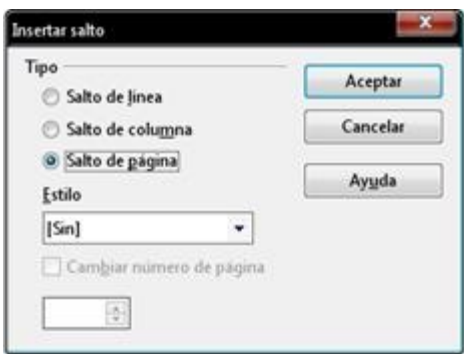 Insertar salto
Tipo
Salto de línea
Salto de columna
Salto de página
Estilo
[Sin]
Cambiar número de página
Aceptar
Cancelar
Ayuda